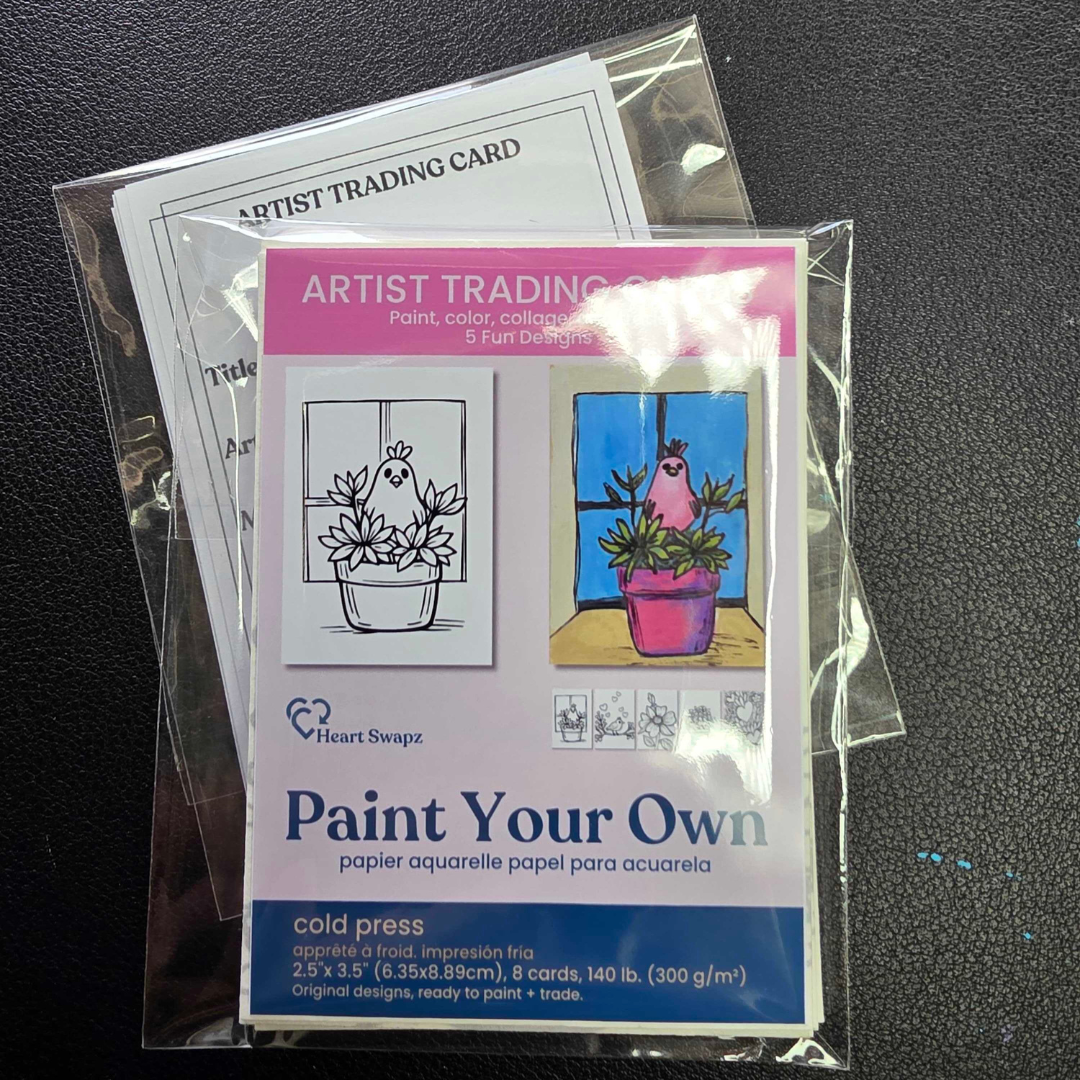 ARTIST TRADING CARD
Title
ARTIST TRADING
Paint, color, collage
5 Fun Designs
Heart Swapz
Paint Your Own
papier aquarelle papel para acuarela
cold press
apprêté à froid. impresión fría
2.5"x 3.5" (6.35x8.89cm), 8 cards, 140 lb. (300 g/m²)
Original designs, ready to paint + trade.